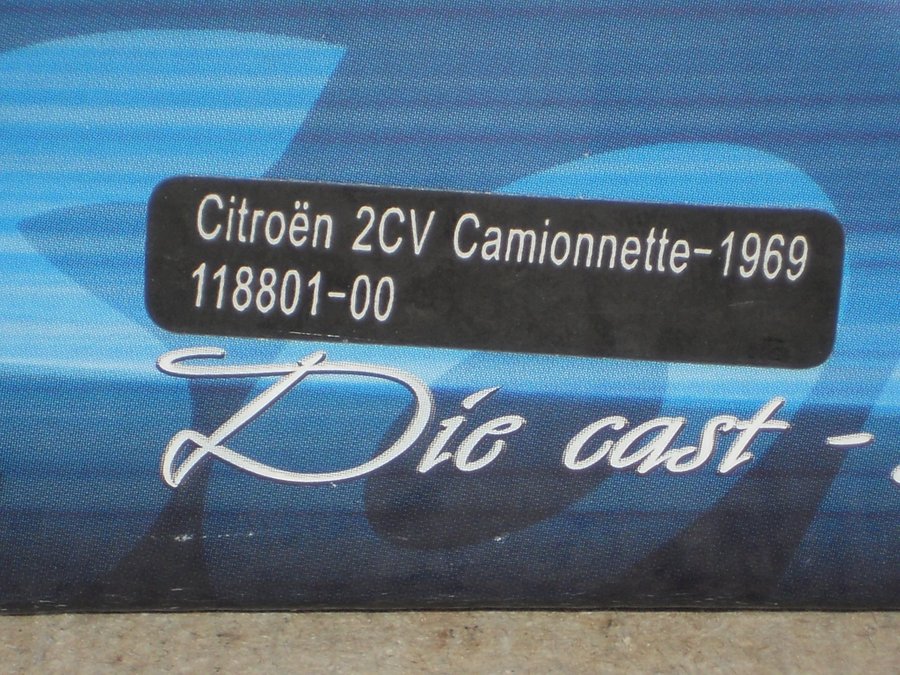 Citroën 2CV Camionnette-1969
118801-00
Die cast -